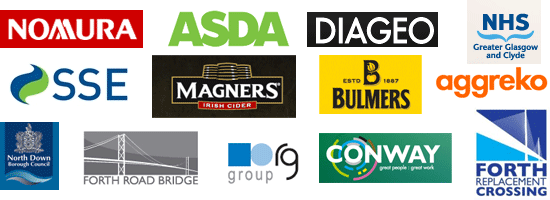 NOMURA
ASDA
DIAGEO
NHS
Greater Glasgow
and Clyde
SSE
MAGNERS
IRISH CIDER
ESTD B 1887
BULMERS
aggreko
North Down
Borough Council
FORTH ROAD BRIDGE
rg
group
CONWAY
great people : great work
FORTH
REPLACEMENT
CROSSING